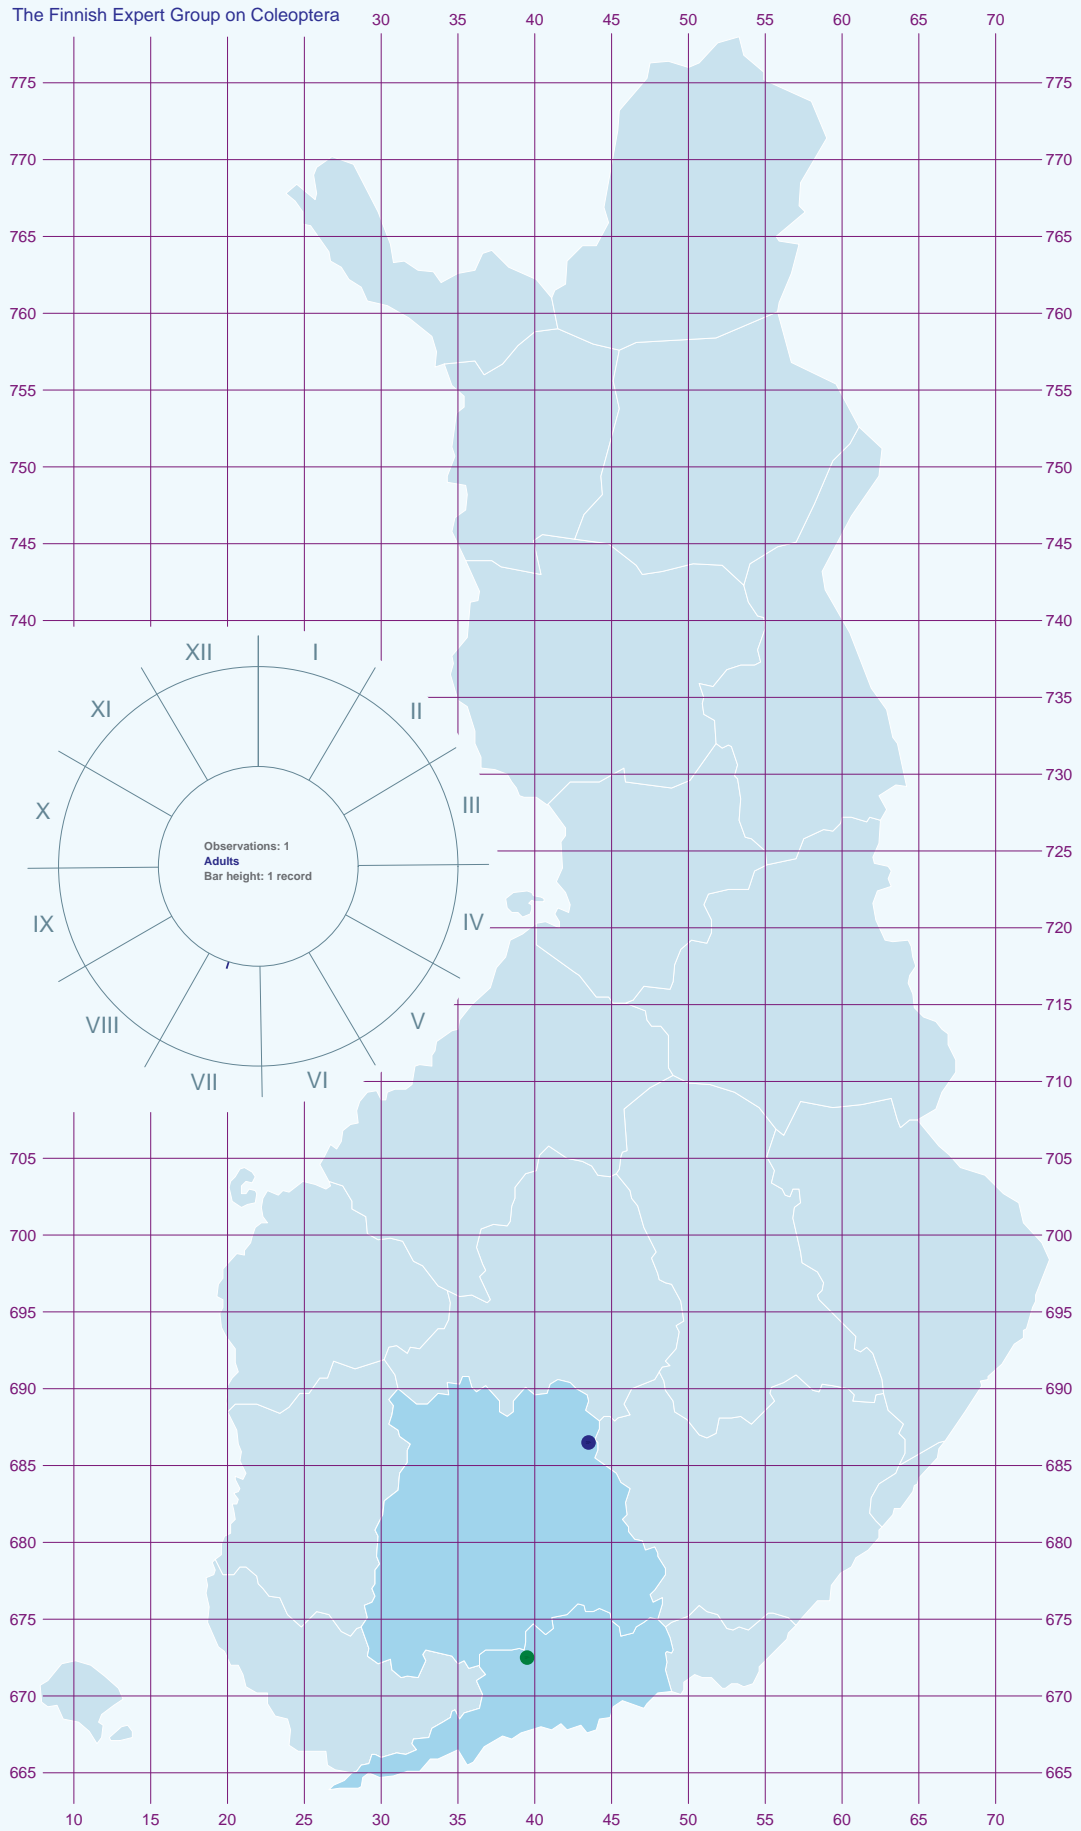 The Finnish Expert Group on Coleoptera
30 35 40 45 50 55 60 65 70
775 775
770 770
765 765
760 760
755 755
750 750
745 745
740 740
XII I
XI II
735
730
X III
Observations: 1
Adults
Bar height: 1 record
725
IX IV
720
715
VIII V
VII VI
710
705 705
700 700
695 695
690 690
685 685
680 680
675 675
670 670
665 665
10 15 20 25 30 35 40 45 50 55 60 65 70